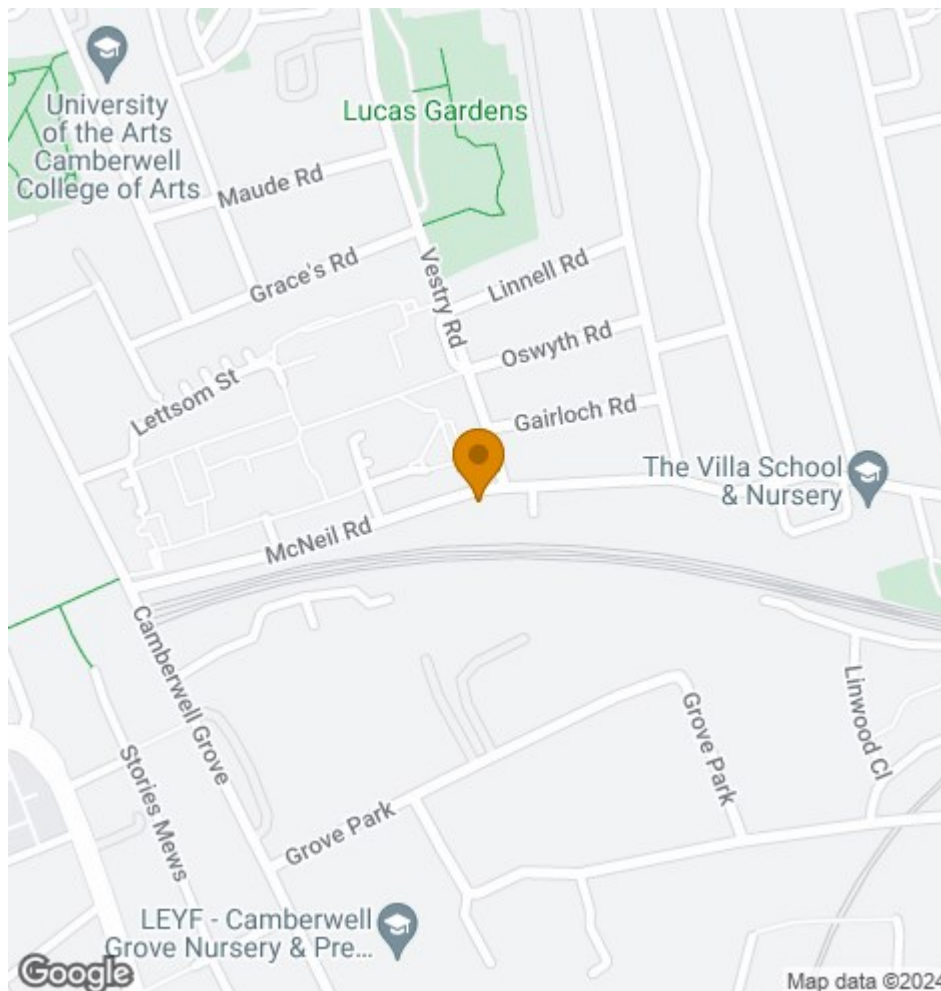 University
of the Arts
Camberwell
College of Arts
Lucas Gardens
Maude Rd
Grace's Rd
Vestry Rd
Linnell Rd
Oswyth Rd
Lettsom St
Gairloch Rd
The Villa School
& Nursery
McNeil Rd
Camberwell Grove
Stories Mews
Grove Park
Grove Park
Linwood Cl
LEYF - Camberwell
Grove Nursery & Pre...
Google
Map data ©2024